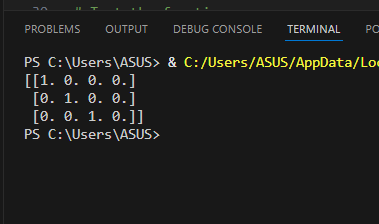 PROBLEMS OUTPUT DEBUG CONSOLE TERMINAL
PS C:\Users\ASUS> & C:/Users/ASUS/AppData/Lo
[[1. 0. 0. 0.]
[0. 1. 0. 0.]
[0. 0. 1. 0.]]
PS C:\Users\ASUS>